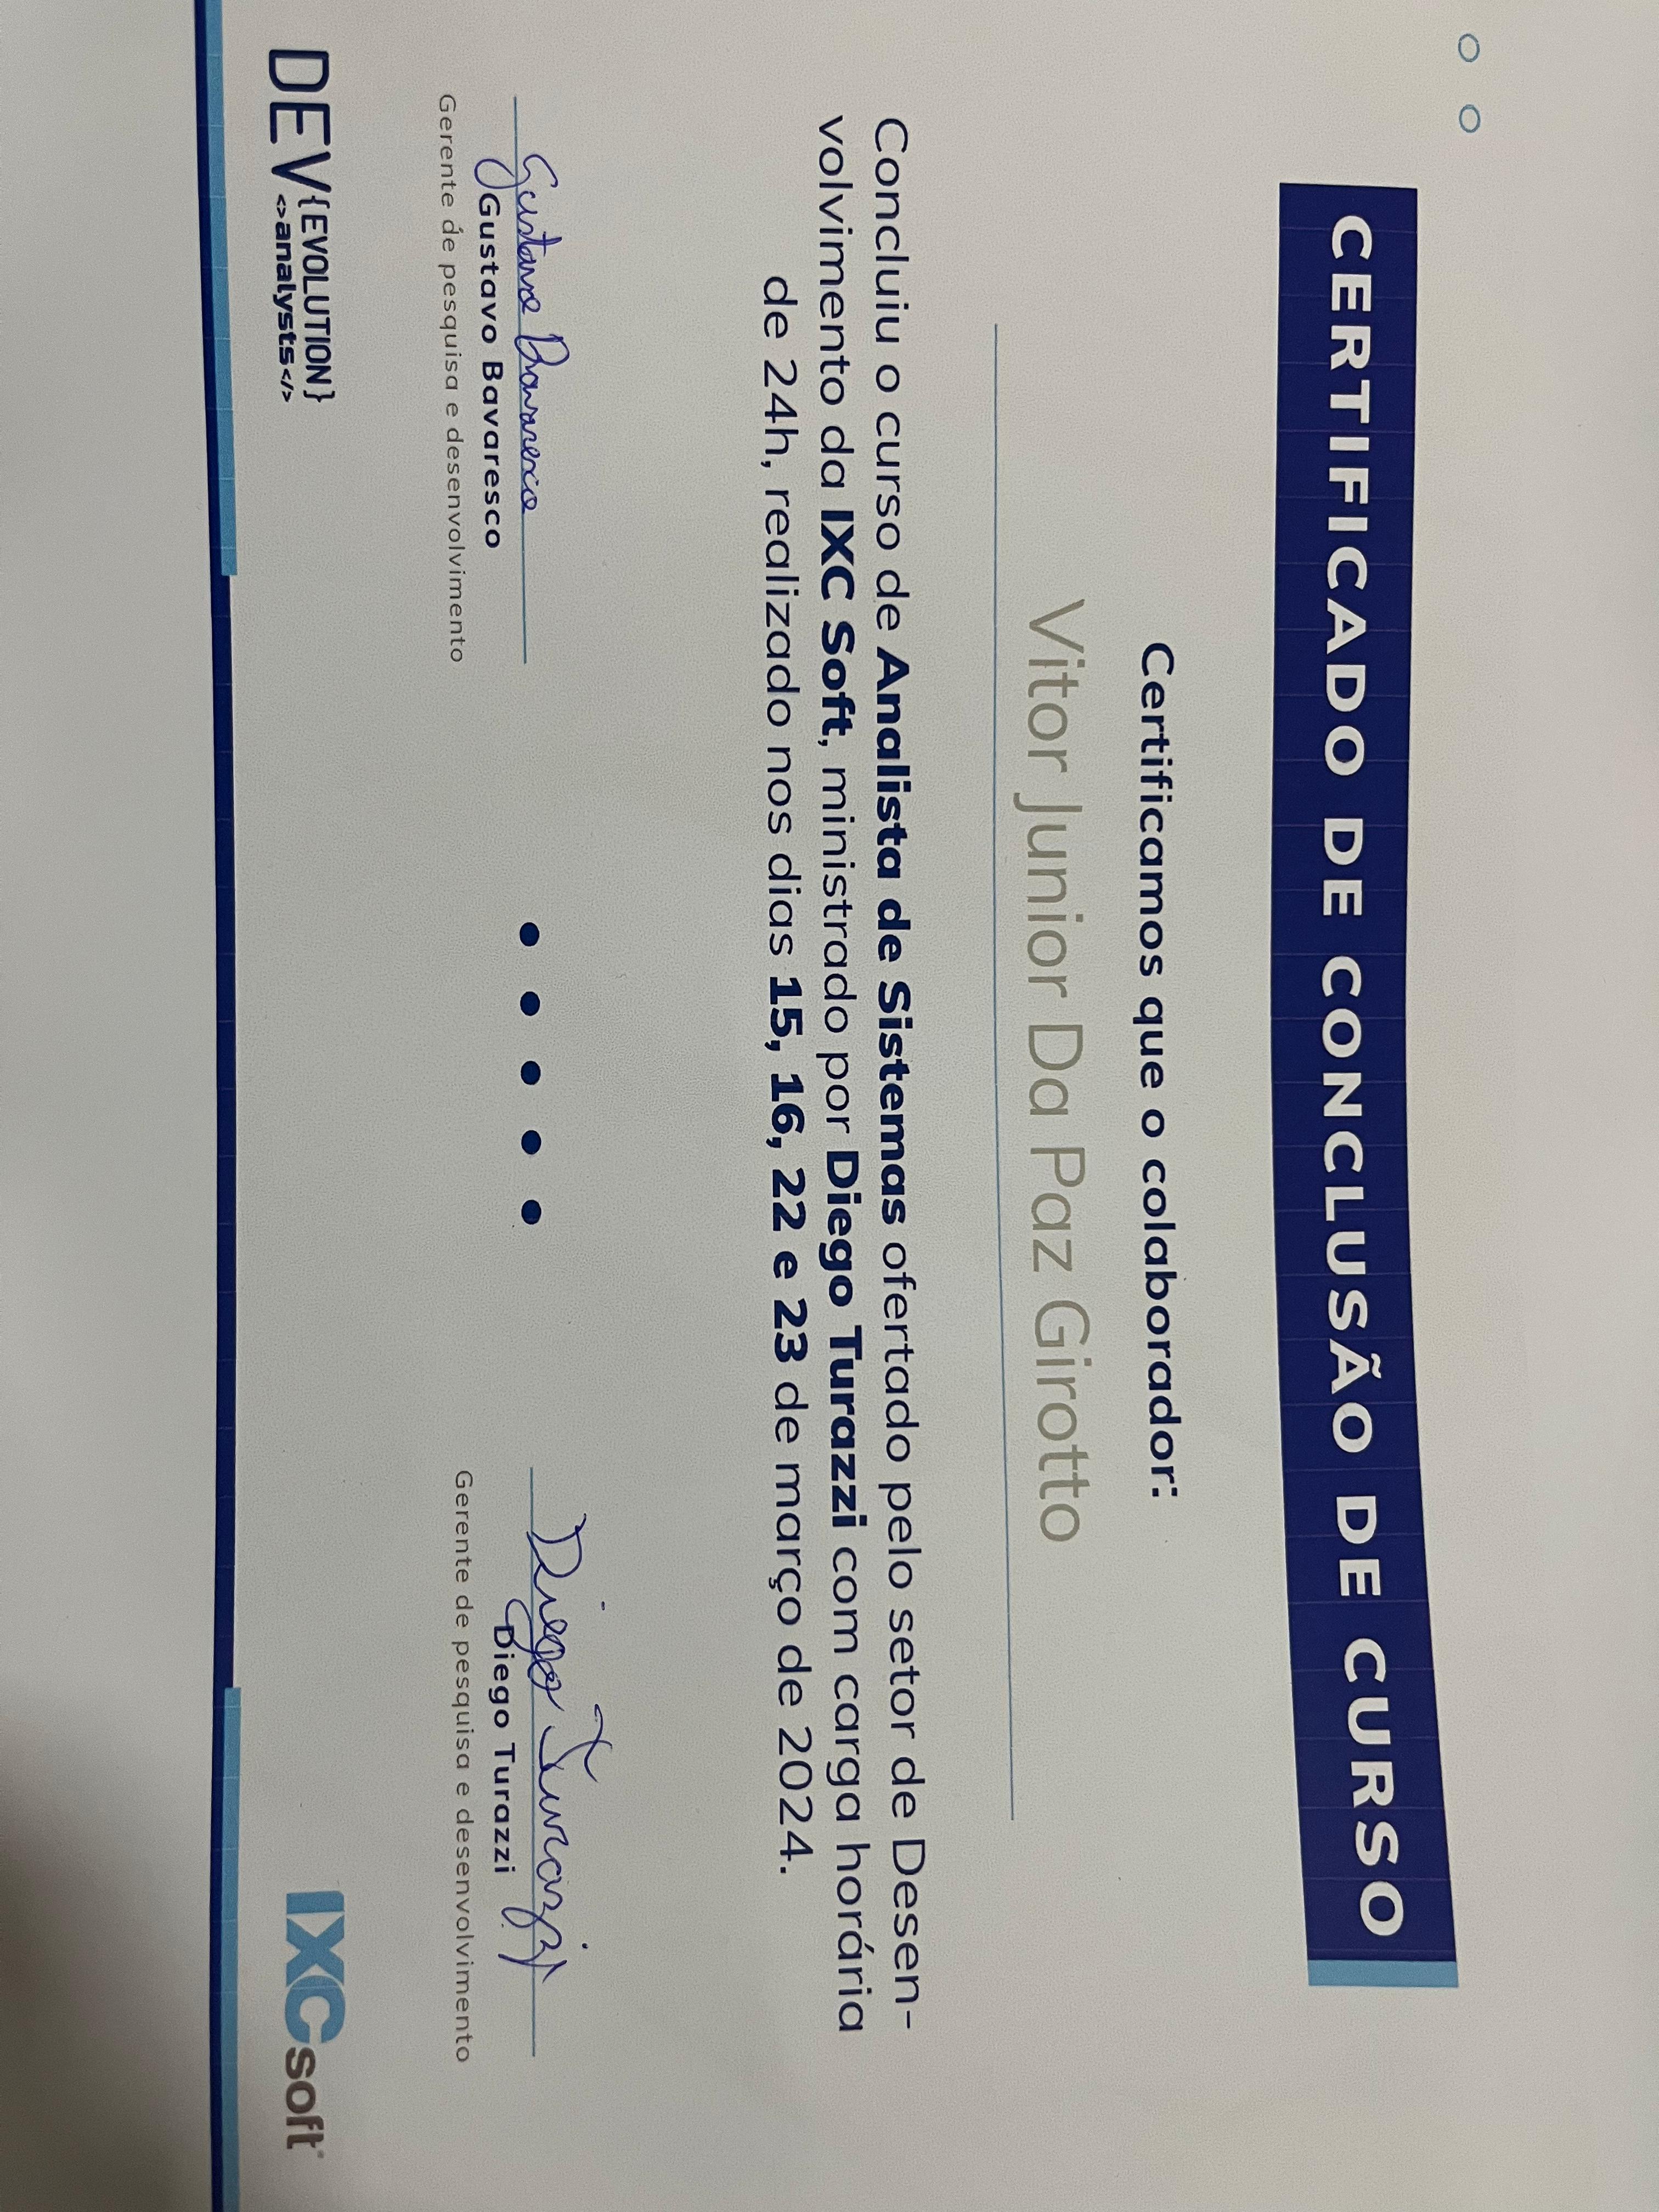 CERTIFICADO DE CONCLUSÃO DE CURSO
Certificamos que o colaborador:
Vitor Junior Da Paz Girotto
Concluiu o curso de Analista de Sistemas ofertado pelo setor de Desen-
volvimento da IXC Soft, ministrado por Diego Turazzi com carga horária
de 24h, realizado nos dias 15, 16, 22 e 23 de março de 2024.
Gustavo Bavaresco
Gustavo Bavaresco
Gerente de pesquisa e desenvolvimento
Diego Turazzi
Diego Turazzi
Gerente de pesquisa e desenvolvimento
DEV{EVOLUTION}
<>analysts</>
IXCsoft